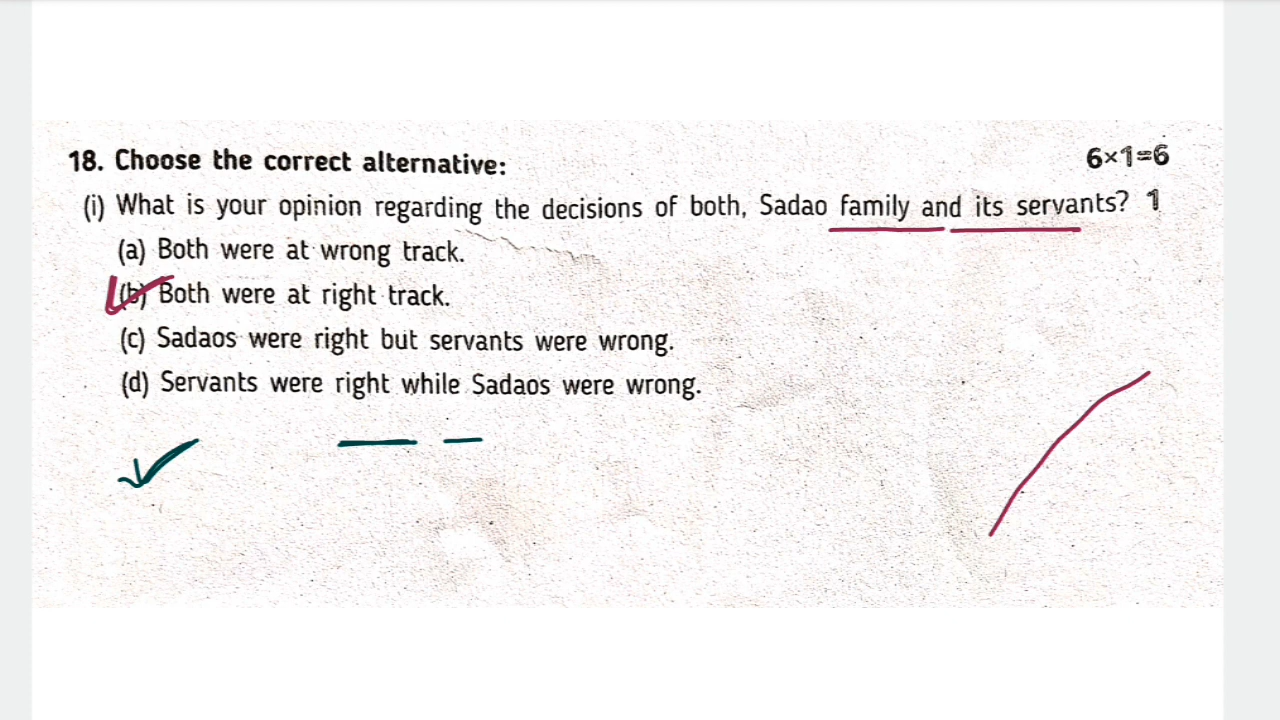 18. Choose the correct alternative: 6×1=6
(i) What is your opinion regarding the decisions of both, Sadao family and its servants? 1
(a) Both were at wrong track.
(b) Both were at right track.
(c) Sadaos were right but servants were wrong.
(d) Servants were right while Sadaos were wrong.